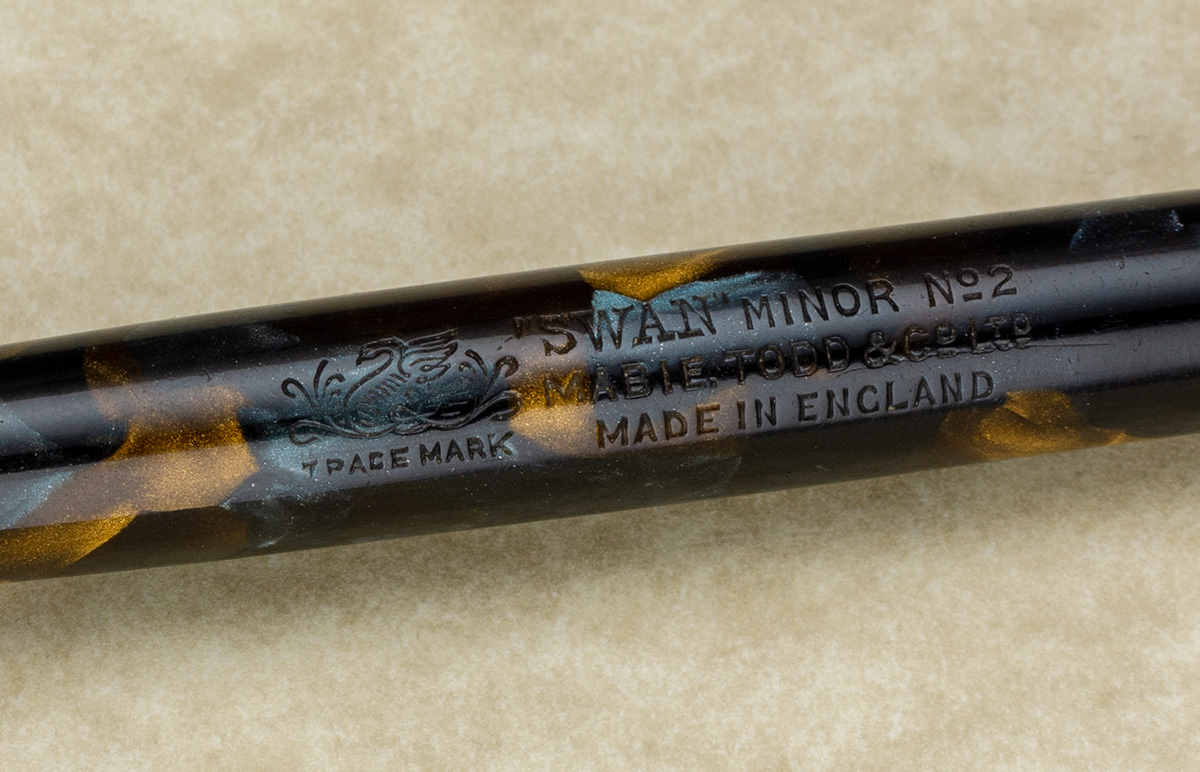 TRADE MARK
"SWAN" MINOR Nº2
MABIE TODD & Cº LTD
MADE IN ENGLAND